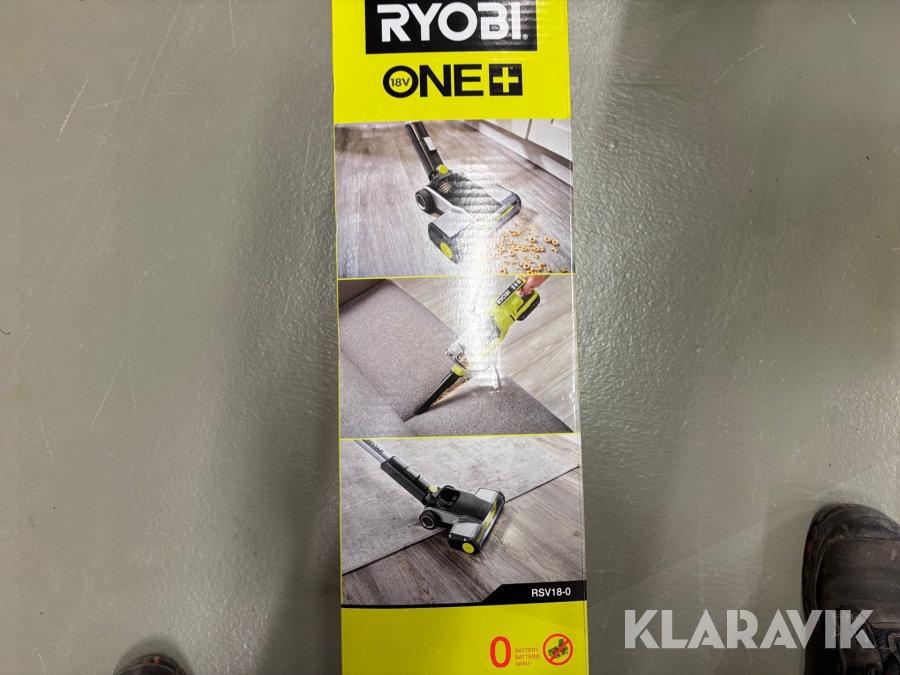 RYOBI
18V ONE+
RYOBI
RSV18-0
0 BATTERY
BATTERIE
AKKU
KLARAVIK